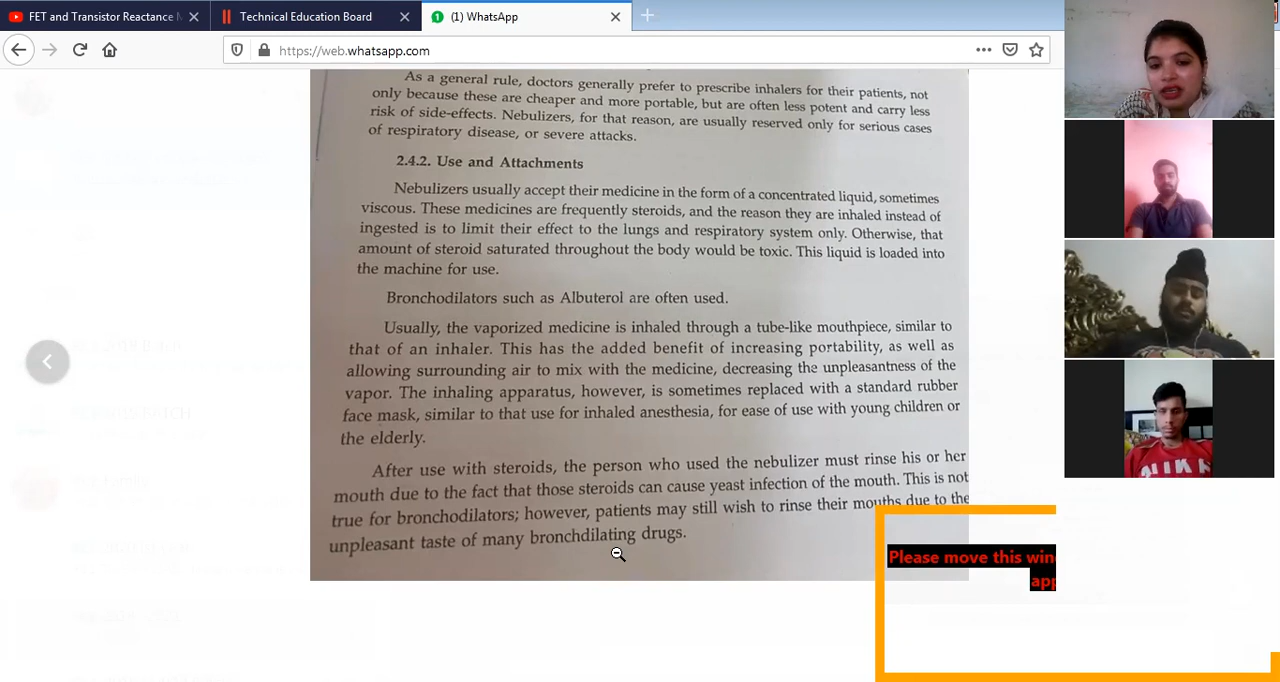 FET and Transistor Reactance M
Technical Education Board
(1) WhatsApp
https://web.whatsapp.com
As a general rule, doctors generally prefer to prescribe inhalers for their patients, not
only because these are cheaper and more portable, but are often less potent and carry less
risk of side-effects. Nebulizers, for that reason, are usually reserved only for serious cases
of respiratory disease, or severe attacks.
2.4.2. Use and Attachments
Nebulizers usually accept their medicine in the form of a concentrated liquid, sometimes
viscous. These medicines are frequently steroids, and the reason they are inhaled instead of
ingested is to limit their effect to the lungs and respiratory system only. Otherwise, that
amount of steroid saturated throughout the body would be toxic. This liquid is loaded into
the machine for use.
Bronchodilators such as Albuterol are often used.
Usually, the vaporized medicine is inhaled through a tube-like mouthpiece, similar to
that of an inhaler. This has the added benefit of increasing portability, as well as
allowing surrounding air to mix with the medicine, decreasing the unpleasantness of the
vapor. The inhaling apparatus, however, is sometimes replaced with a standard rubber
face mask, similar to that use for inhaled anesthesia, for ease of use with young children or
the elderly.
After use with steroids, the person who used the nebulizer must rinse his or her
mouth due to the fact that those steroids can cause yeast infection of the mouth. This is not
true for bronchodilators; however, patients may still wish to rinse their mouths due to the
unpleasant taste of many bronchdilating drugs.
Please move this win
app